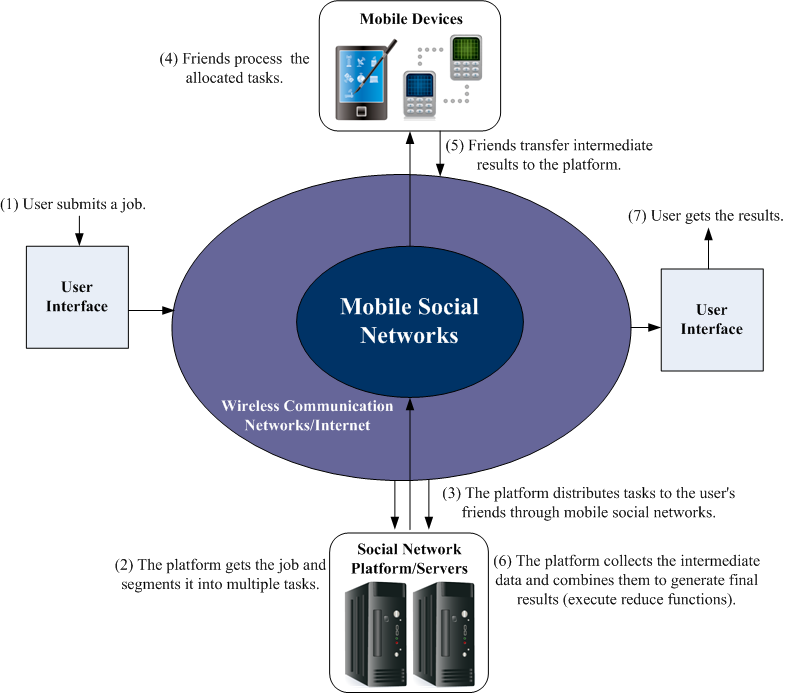 Mobile Devices
(4) Friends process  the
allocated tasks.
(5) Friends transfer intermediate
results to the platform.
(1) User submits a job.
(7) User gets the results.
User
Interface
Mobile Social
Networks
User
Interface
Wireless Communication
Networks/Internet
(3) The platform distributes tasks to the user's
friends through mobile social networks.
Social Network
Platform/Servers
(2) The platform gets the job and
segments it into multiple tasks.
(6) The platform collects the intermediate
data and combines them to generate final
results (execute reduce functions).